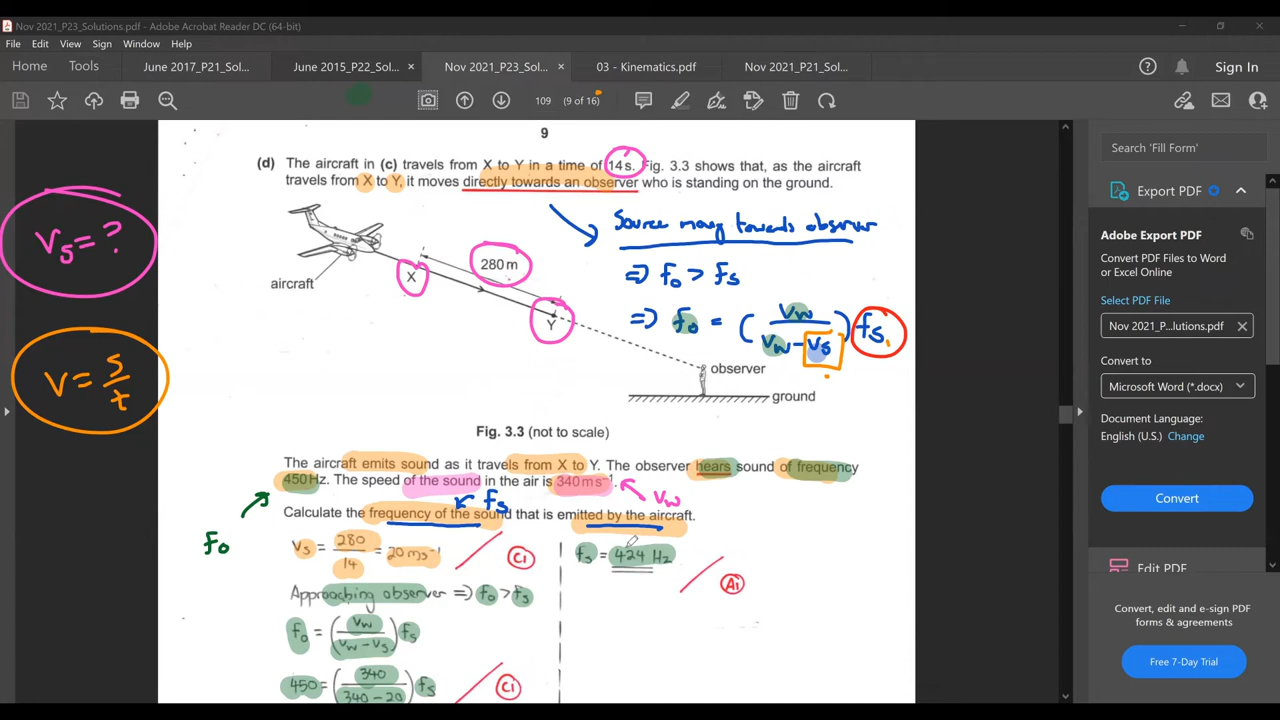 Nov 2021_P23_Solutions.pdf - Adobe Acrobat Reader DC (64-bit)
File Edit View Sign Window Help
Home Tools June 2017_P21_Sol... June 2015_P22_Sol... × Nov 2021_P23_Sol... × 03 - Kinematics.pdf Nov 2021_P21_Sol... Sign In
109 (9 of 16)
9
(d) The aircraft in (c) travels from X to Y in a time of 14 s. Fig. 3.3 shows that, as the aircraft
travels from X to Y, it moves directly towards an observer who is standing on the ground.
Vs = ?
V = s/t
Source moving towards observer
⇒ fo > fs
⇒ fo = (Vw / Vw - Vs) fs
aircraft
X
280 m
Y
observer
ground
Fig. 3.3 (not to scale)
The aircraft emits sound as it travels from X to Y. The observer hears sound of frequency
450 Hz. The speed of the sound in the air is 340 m s⁻¹.
Vw
fs
Calculate the frequency of the sound that is emitted by the aircraft.
fo
Vs = 280 / 14 = 20 ms⁻¹
C1
Approaching observer ⇒ fo > fs
fo = (Vw / Vw - Vs) fs
450 = (340 / 340 - 20) fs
C1
fs = 424 Hz
A1
Search 'Fill Form'
Export PDF
Adobe Export PDF
Convert PDF Files to Word
or Excel Online
Select PDF File
Nov 2021_P...lutions.pdf
Convert to
Microsoft Word (*.docx)
Document Language:
English (U.S.) Change
Convert
Edit PDF
Convert, edit and e-sign PDF
forms & agreements
Free 7-Day Trial